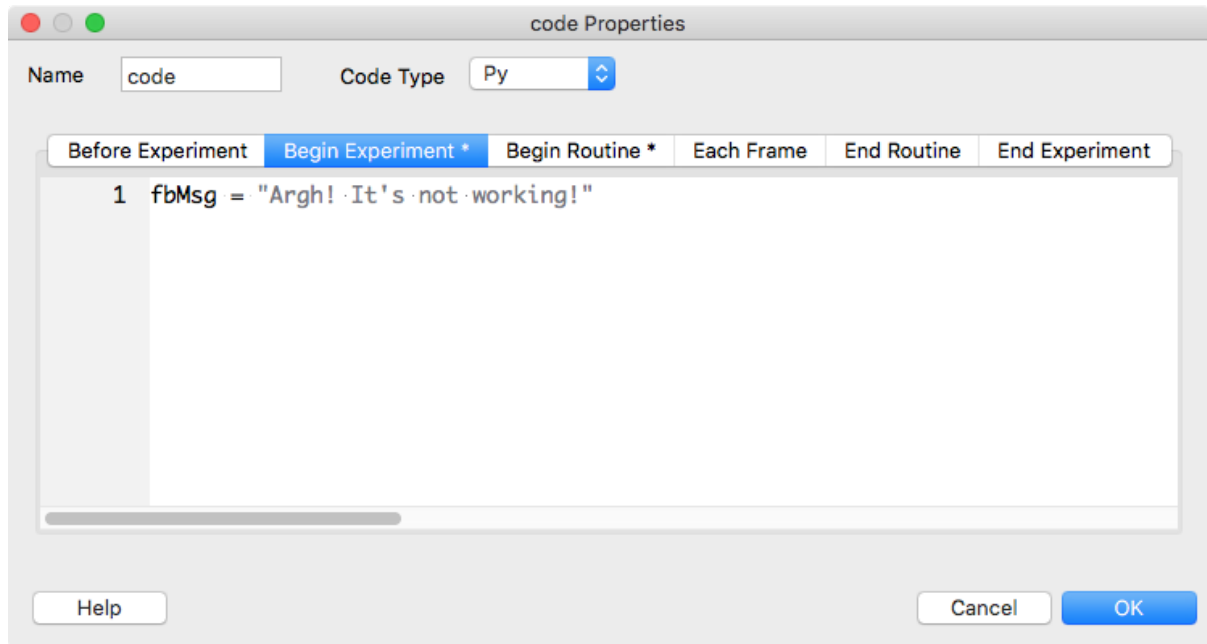 code Properties
Name code Code Type Py
Before Experiment Begin Experiment * Begin Routine * Each Frame End Routine End Experiment
1 fbMsg = "Argh! It's not working!"
Help Cancel OK